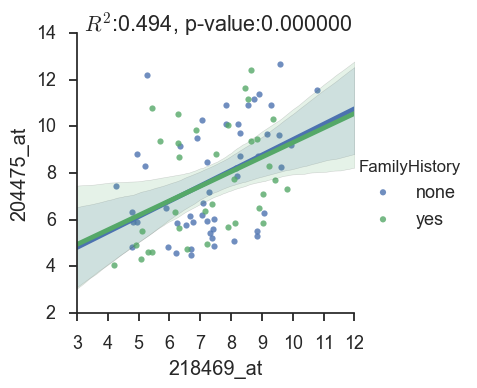 R²:0.494, p-value:0.000000
14
12
10
8
6
4
2
204475_at
3 4 5 6 7 8 9 10 11 12
218469_at
FamilyHistory
none
yes